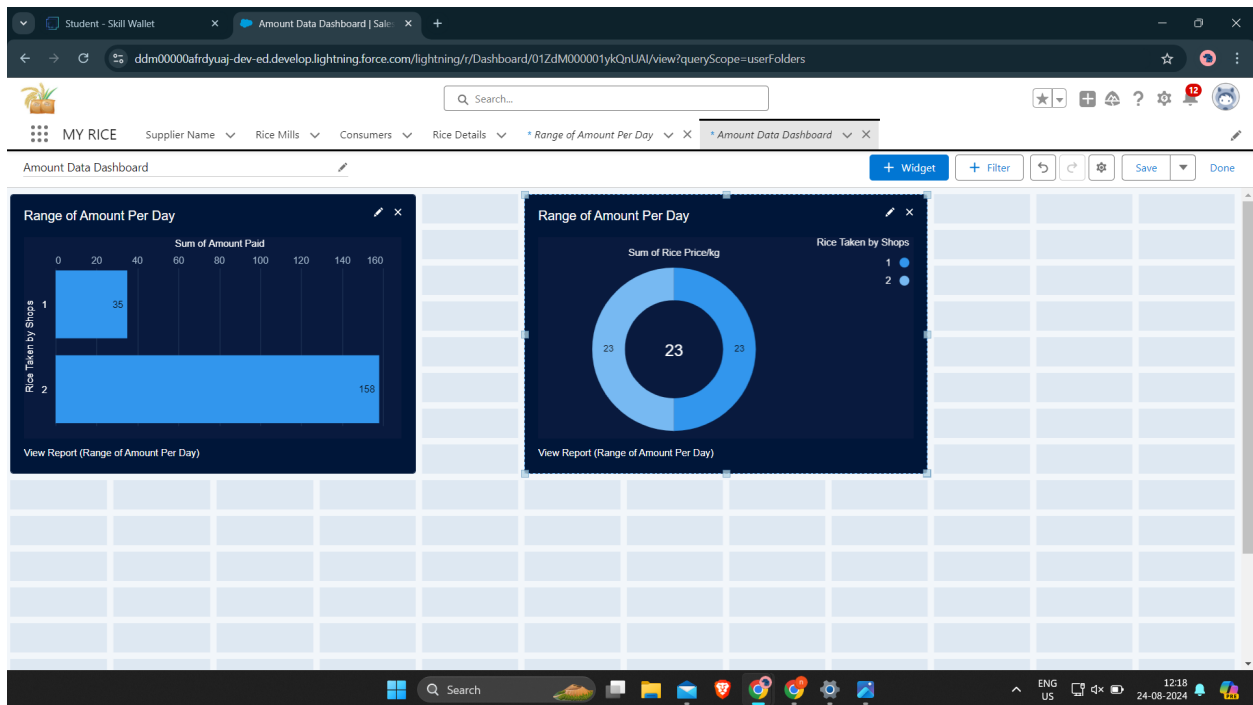 Student - Skill Wallet
Amount Data Dashboard | Sale
ddm00000afrdyuaj-dev-ed.develop.lightning.force.com/lightning/r/Dashboard/01ZdM000001ykQnUAI/view?queryScope=userFolders
Search...
12
MY RICE
Supplier Name
Rice Mills
Consumers
Rice Details
* Range of Amount Per Day
* Amount Data Dashboard
Amount Data Dashboard
+ Widget
+ Filter
Save
Done
Range of Amount Per Day
Sum of Amount Paid
0 20 40 60 80 100 120 140 160
Rice Taken by Shops
1 35
2 158
View Report (Range of Amount Per Day)
Range of Amount Per Day
Sum of Rice Price/kg
Rice Taken by Shops
1
2
23 23 23
View Report (Range of Amount Per Day)
Search
ENG
US
12:18
24-08-2024